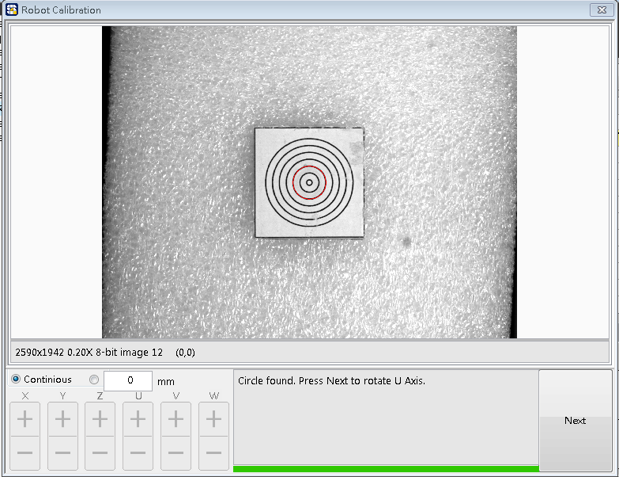 Robot Calibration
2590x1942 0.20X 8-bit image 12 (0,0)
Continious 0 mm
X Y Z U V W
Circle found. Press Next to rotate U Axis.
Next